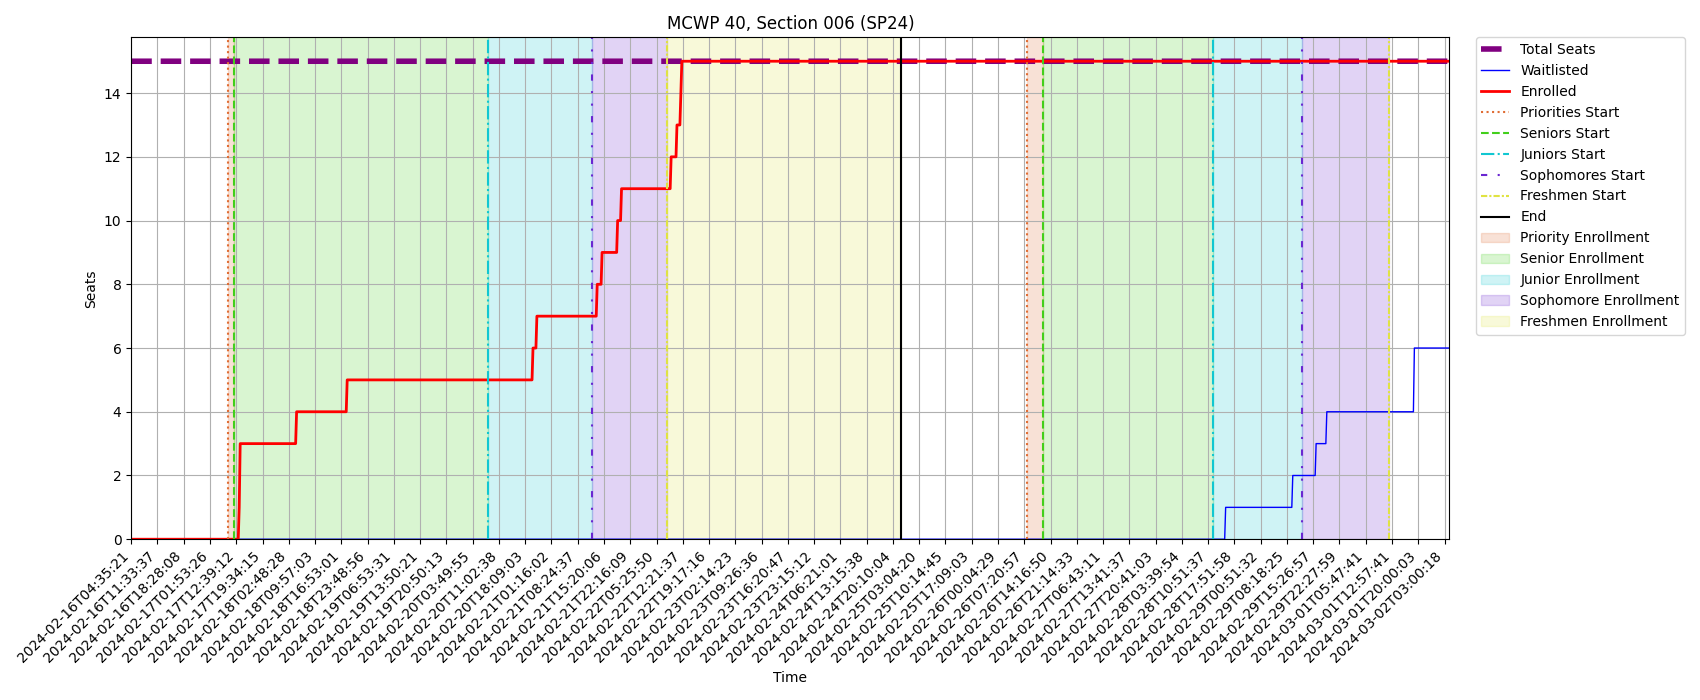 MCWP 40, Section 006 (SP24)
Seats
14
12
10
8
6
4
2
0
2024-02-16T04:35:21
2024-02-16T11:33:37
2024-02-16T18:28:08
2024-02-17T01:53:26
2024-02-17T12:39:12
2024-02-17T19:34:15
2024-02-18T02:48:28
2024-02-18T09:57:03
2024-02-18T16:53:01
2024-02-18T23:48:56
2024-02-19T06:53:31
2024-02-19T13:50:21
2024-02-19T20:50:13
2024-02-20T03:49:55
2024-02-20T11:02:38
2024-02-20T18:09:03
2024-02-21T01:16:02
2024-02-21T08:24:37
2024-02-21T15:20:06
2024-02-21T22:16:09
2024-02-22T05:25:50
2024-02-22T12:21:37
2024-02-22T19:17:16
2024-02-23T02:14:23
2024-02-23T09:26:36
2024-02-23T16:20:47
2024-02-23T23:15:12
2024-02-24T06:21:01
2024-02-24T13:15:38
2024-02-24T20:10:04
2024-02-25T03:04:20
2024-02-25T10:14:45
2024-02-25T17:09:03
2024-02-26T00:04:29
2024-02-26T07:20:57
2024-02-26T14:16:50
2024-02-26T21:14:33
2024-02-27T06:43:11
2024-02-27T13:41:37
2024-02-27T20:41:03
2024-02-28T03:39:54
2024-02-28T10:51:37
2024-02-28T17:51:58
2024-02-29T00:51:32
2024-02-29T08:18:25
2024-02-29T15:26:57
2024-02-29T22:27:59
2024-03-01T05:47:41
2024-03-01T12:57:41
2024-03-01T20:00:03
2024-03-02T03:00:18
Time
Total Seats
Waitlisted
Enrolled
Priorities Start
Seniors Start
Juniors Start
Sophomores Start
Freshmen Start
End
Priority Enrollment
Senior Enrollment
Junior Enrollment
Sophomore Enrollment
Freshmen Enrollment